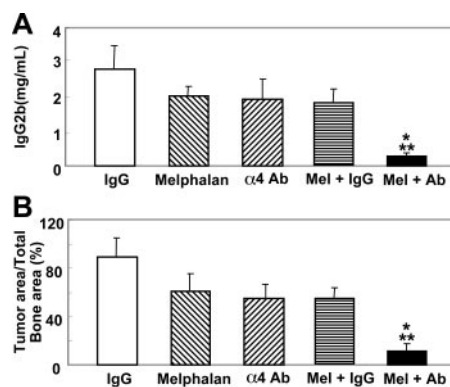 A
IgG2b(mg/mL)
4
3
2
1
0
*
**
IgG
Melphalan
α4 Ab
Mel + IgG
Mel + Ab
B
Tumor area/Total
Bone area (%)
120
80
40
0
*
**
IgG
Melphalan
α4 Ab
Mel + IgG
Mel + Ab